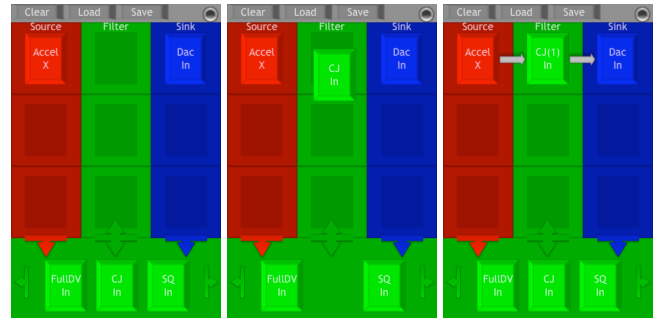 Clear Load Save
Source Filter Sink
Accel
X
Dac
In
FullDV
In
CJ
In
SQ
In
Clear Load Save
Source Filter Sink
Accel
X
CJ
In
Dac
In
FullDV
In
SQ
In
Clear Load Save
Source Filter Sink
Accel
X
CJ(1)
In
Dac
In
FullDV
In
CJ
In
SQ
In